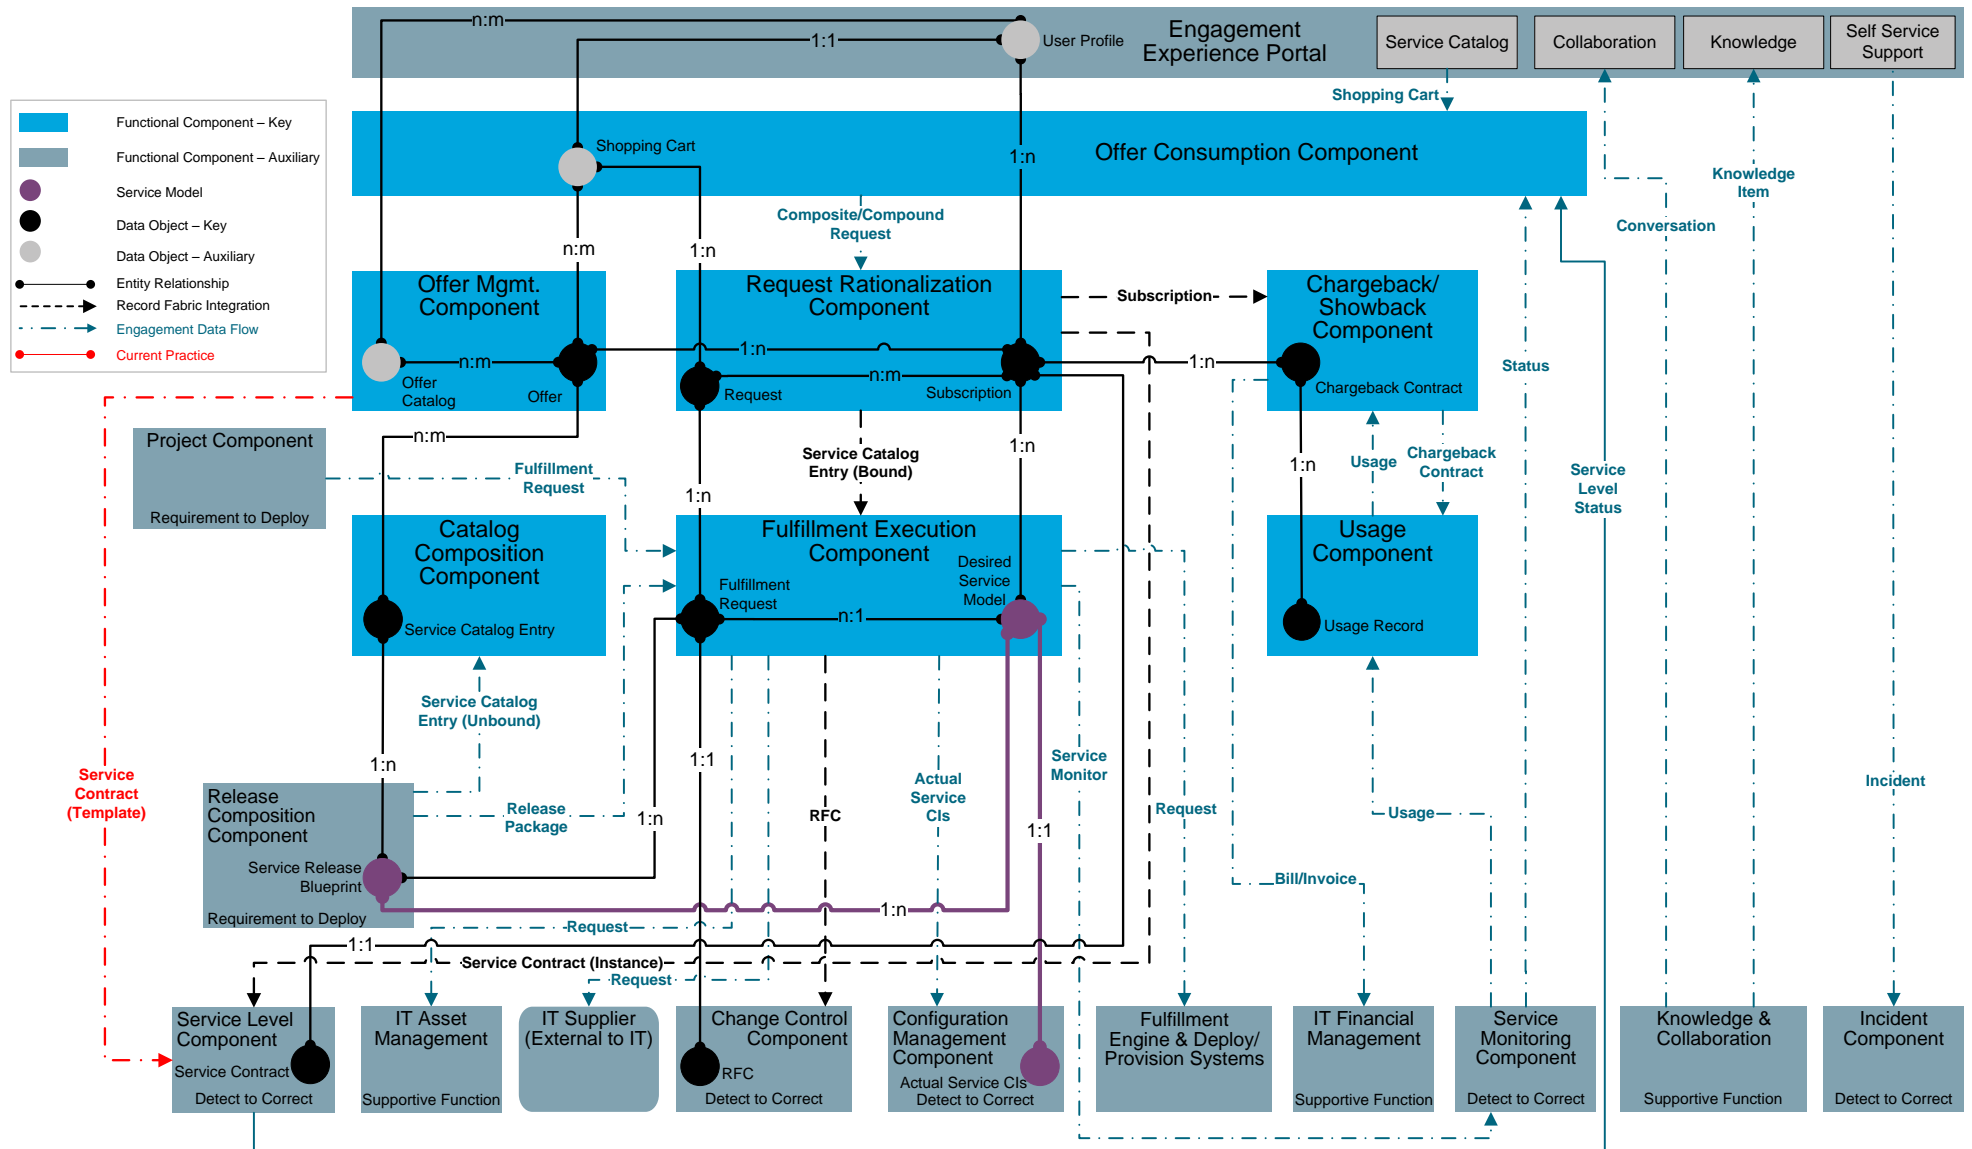 n:m
1:1
User Profile
Engagement
Experience Portal
Service Catalog
Collaboration
Knowledge
Self Service
Support
Shopping Cart
Functional Component – Key
Functional Component – Auxiliary
Service Model
Data Object – Key
Data Object – Auxiliary
Entity Relationship
Record Fabric Integration
Engagement Data Flow
Current Practice
Shopping Cart
1:n
Offer Consumption Component
Knowledge
Item
Composite/Compound
Request
Conversation
n:m
1:n
Offer Mgmt.
Component
Request Rationalization
Component
Subscription
Chargeback/
Showback
Component
n:m
1:n
n:m
1:n
Status
Offer
Catalog
Offer
Request
Subscription
Chargeback Contract
n:m
Project Component
Requirement to Deploy
Fulfillment
Request
Service Catalog
Entry (Bound)
1:n
1:n
1:n
Usage
Chargeback
Contract
Service
Level
Status
Catalog
Composition
Component
Service Catalog Entry
Fulfillment Execution
Component
Fulfillment
Request
Desired
Service
Model
n:1
Usage
Component
Usage Record
Service Catalog
Entry (Unbound)
1:n
1:1
Service
Contract
(Template)
Release
Composition
Component
Service Release
Blueprint
Requirement to Deploy
Release
Package
1:n
RFC
Actual
Service
CIs
Service
Monitor
1:1
Request
Usage
Incident
Bill/Invoice
1:n
Request
1:1
Service Contract (Instance)
Request
Service Level
Component
Service Contract
Detect to Correct
IT Asset
Management
Supportive Function
IT Supplier
(External to IT)
Change Control
Component
RFC
Detect to Correct
Configuration
Management
Component
Actual Service CIs
Detect to Correct
Fulfillment
Engine & Deploy/
Provision Systems
IT Financial
Management
Supportive Function
Service
Monitoring
Component
Detect to Correct
Knowledge &
Collaboration
Supportive Function
Incident
Component
Detect to Correct